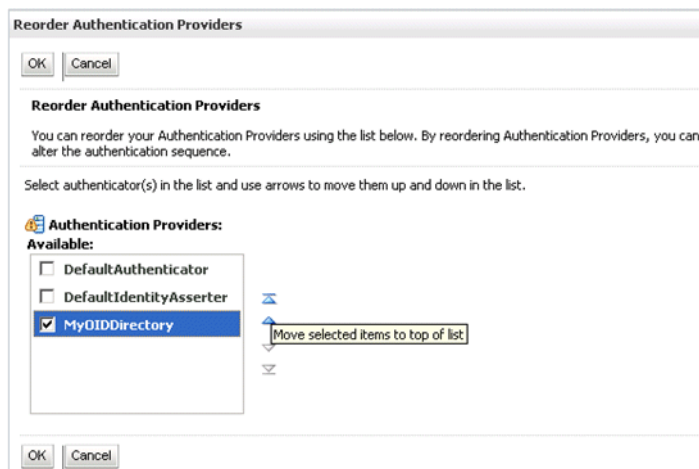 Reorder Authentication Providers
OK Cancel
Reorder Authentication Providers
You can reorder your Authentication Providers using the list below. By reordering Authentication Providers, you can
alter the authentication sequence.
Select authenticator(s) in the list and use arrows to move them up and down in the list.
Authentication Providers:
Available:
DefaultAuthenticator
DefaultIdentityAsserter
MyOIDDirectory
Move selected items to top of list
OK Cancel